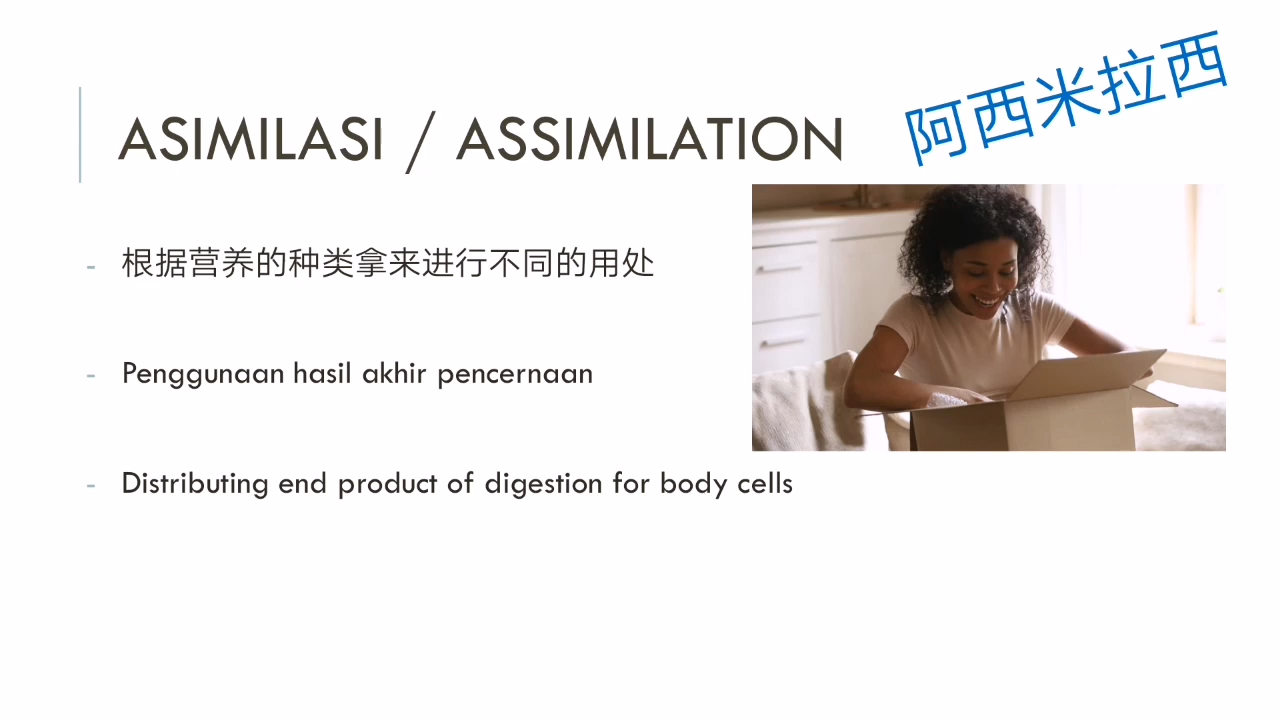 ASIMILASI / ASSIMILATION
阿西米拉西
- 根据营养的种类拿来进行不同的用处
- Penggunaan hasil akhir pencernaan
- Distributing end product of digestion for body cells